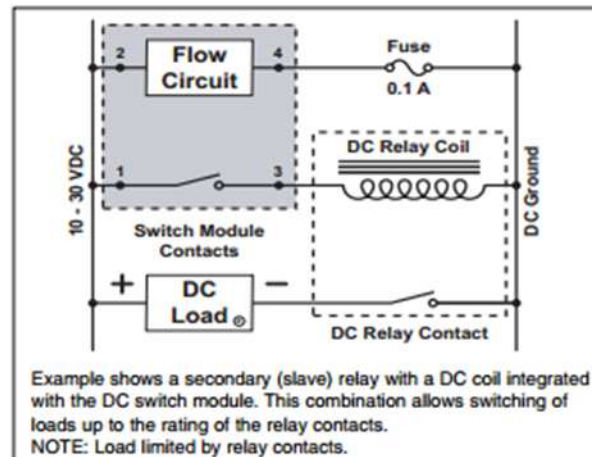 2
Flow
Circuit
4
Fuse
0.1 A
10 - 30 VDC
DC Ground
DC Relay Coil
1
3
Switch Module
Contacts
+
DC
Load
−
DC Relay Contact
Example shows a secondary (slave) relay with a DC coil integrated
with the DC switch module. This combination allows switching of
loads up to the rating of the relay contacts.
NOTE: Load limited by relay contacts.